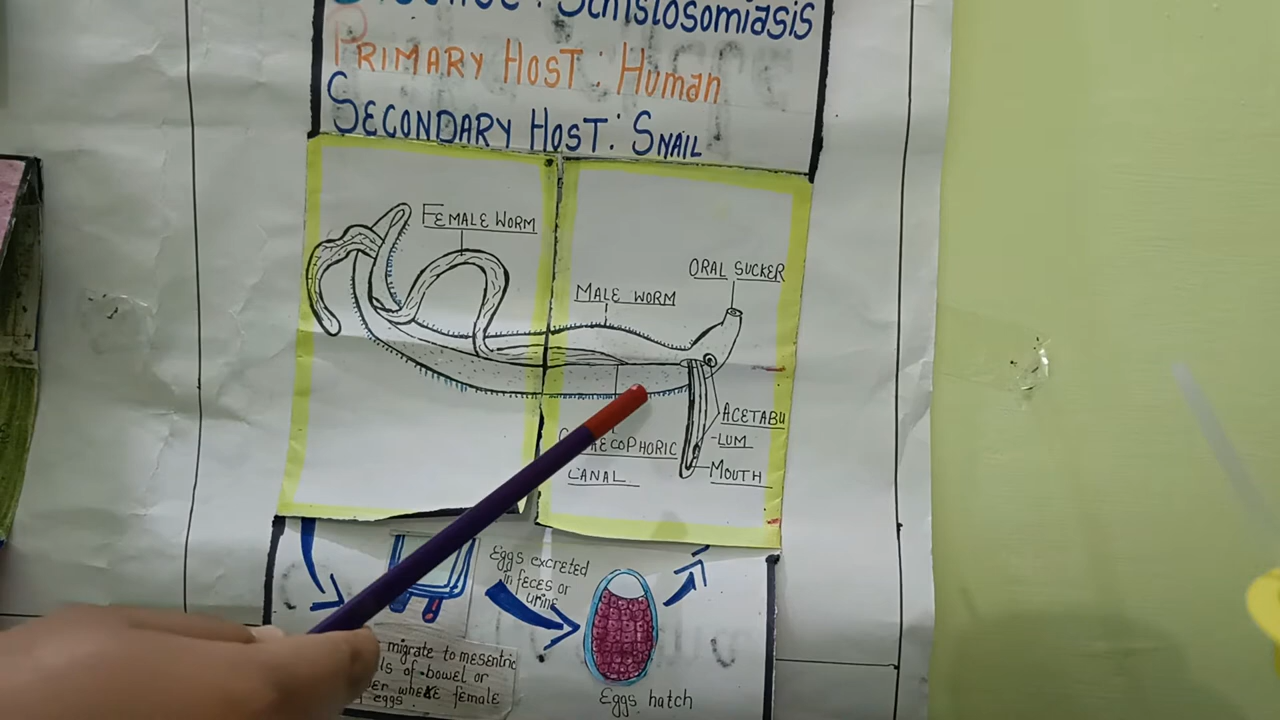 Schistosomiasis
PRIMARY HOST: Human
SECONDARY HOST: SNAIL
FEMALE WORM
ORAL SUCKER
MALE WORM
ACETABU
-LUM
CANAL
MOUTH
Eggs excreted
in feces or
urine
migrate to mesentric
of bowel or
where female
eggs.
Eggs hatch